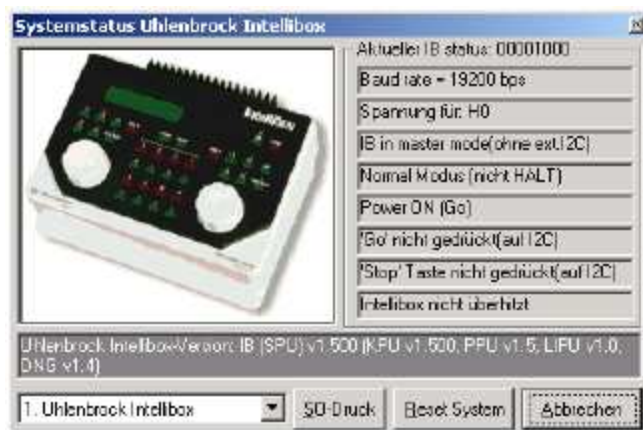 Systemstatus Uhlenbrock Intellibox
Aktueller IB status: 00001000
Baud rate = 19200 bps
Spannung für: H0
IB in master mode(ohne ext.I2C)
Normal Modus (nicht HALT)
Power ON (Go)
'Go' nicht gedrückt(auf I2C)
'Stop' Taste nicht gedrückt(auf I2C)
Intellibox nicht überhitzt
IntelliBox
Uhlenbrock Intellibox-Version: IB (SPU) v1.500 (KPU v1.500, PPU v1.5, LIPU v1.0,
DNG v1.4)
1. Uhlenbrock Intellibox
SO-Druck
Reset System
Abbrechen